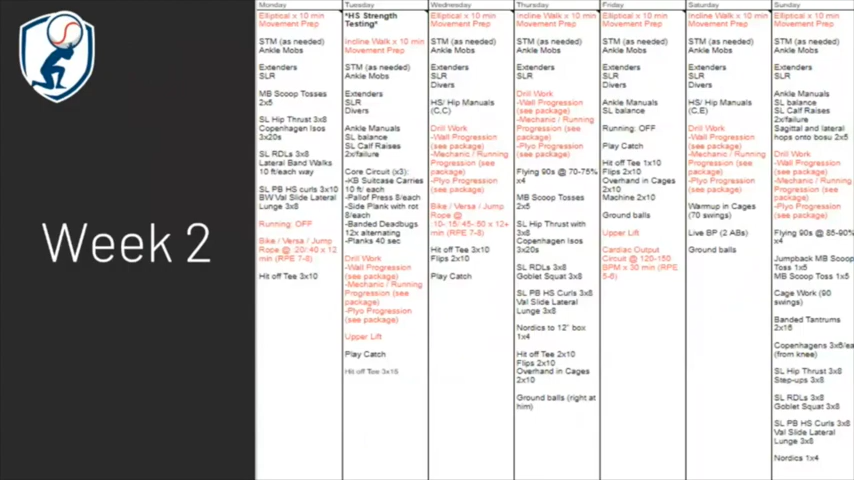 Week 2
Monday
Elliptical x 10 min
Movement Prep
STM (as needed)
Ankle Mobs
Extenders
SLR
MB Scoop Tosses
2x5
SL Hip Thrust 3x8
Copenhagen Isos
3x20s
SL RDLs 3x8
Lateral Band Walks
10 ft/each way
SL PB HS curls 3x10
BW Val Slide Lateral
Lunge 3x8
Running: OFF
Bike / Versa / Jump
Rope @ 20/ 40 x 12
min (RPE 7-8)
Hit off Tee 3x10
Tuesday
*HS Strength
Testing*
Incline Walk x 10 min
Movement Prep
STM (as needed)
Ankle Mobs
Extenders
SLR
Divers
Ankle Manuals
SL balance
SL Calf Raises
2x/failure
Core Circuit (x3):
-KB Suitcase Carries
10 ft/ each
-Pallof Press 8/each
-Side Plank with rot
8/each
-Banded Deadbugs
12x alternating
-Planks 40 sec
Drill Work
-Wall Progression
(see package)
-Mechanic / Running
Progression (see
package)
-Plyo Progression
(see package)
Upper Lift
Play Catch
Hit off Tee 3x15
Wednesday
Elliptical x 10 min
Movement Prep
STM (as needed)
Ankle Mobs
Extenders
SLR
Divers
HS/ Hip Manuals
(C,C)
Drill Work
-Wall Progression
(see package)
-Mechanic / Running
Progression (see
package)
-Plyo Progression
(see package)
Bike / Versa / Jump
Rope @
10- 15/ 45- 50 x 12+
min (RPE 7-8)
Hit off Tee 3x10
Flips 2x10
Play Catch
Thursday
Incline Walk x 10 min
Movement Prep
STM (as needed)
Ankle Mobs
Extenders
SLR
Drill Work
-Wall Progression
(see package)
-Mechanic / Running
Progression (see
package)
-Plyo Progression
(see package)
Flying 90s @ 70-75%
x4
MB Scoop Tosses
2x5
SL Hip Thrust with
3x8
Copenhagen Isos
3x20s
SL RDLs 3x8
Goblet Squat 3x8
SL PB HS Curls 3x8
Val Slide Lateral
Lunge 3x8
Nordics to 12" box
1x4
Hit off Tee 2x10
Flips 2x10
Overhand in Cages
2x10
Ground balls (right at
him)
Friday
Elliptical x 10 min
Movement Prep
STM (as needed)
Ankle Mobs
Extenders
SLR
Divers
Ankle Manuals
SL balance
Running: OFF
Play Catch
Hit off Tee 1x10
Flips 2x10
Overhand in Cages
2x10
Machine 2x10
Ground balls
Upper Lift
Cardiac Output
Circuit @ 120-150
BPM x 30 min (RPE
5-6)
Saturday
Incline Walk x 10 min
Movement Prep
STM (as needed)
Ankle Mobs
Extenders
SLR
Divers
HS/ Hip Manuals
(C,E)
Drill Work
-Wall Progression
(see package)
-Mechanic / Running
Progression (see
package)
-Plyo Progression
(see package)
Warmup in Cages
(70 swings)
Live BP (2 ABs)
Ground balls
Sunday
Elliptical x 10 min
Movement Prep
STM (as needed)
Ankle Mobs
Extenders
SLR
Ankle Manuals
SL balance
SL Calf Raises
2x/failure
Sagittal and lateral
hops onto bosu 2x5
Drill Work
-Wall Progression
(see package)
-Mechanic / Running
Progression (see
package)
-Plyo Progression
(see package)
Flying 90s @ 85-90%
x4
Jumpback MB Scoop
Toss 1x5
MB Scoop Toss 1x5
Cage Work (90
swings)
Banded Tantrums
2x16
Copenhagens 3x6/ea
(from knee)
SL Hip Thrust 3x8
Step-ups 3x8
SL RDLs 3x8
Goblet Squat 3x8
SL PB HS Curls 3x8
Val Slide Lateral
Lunge 3x8
Nordics 1x4